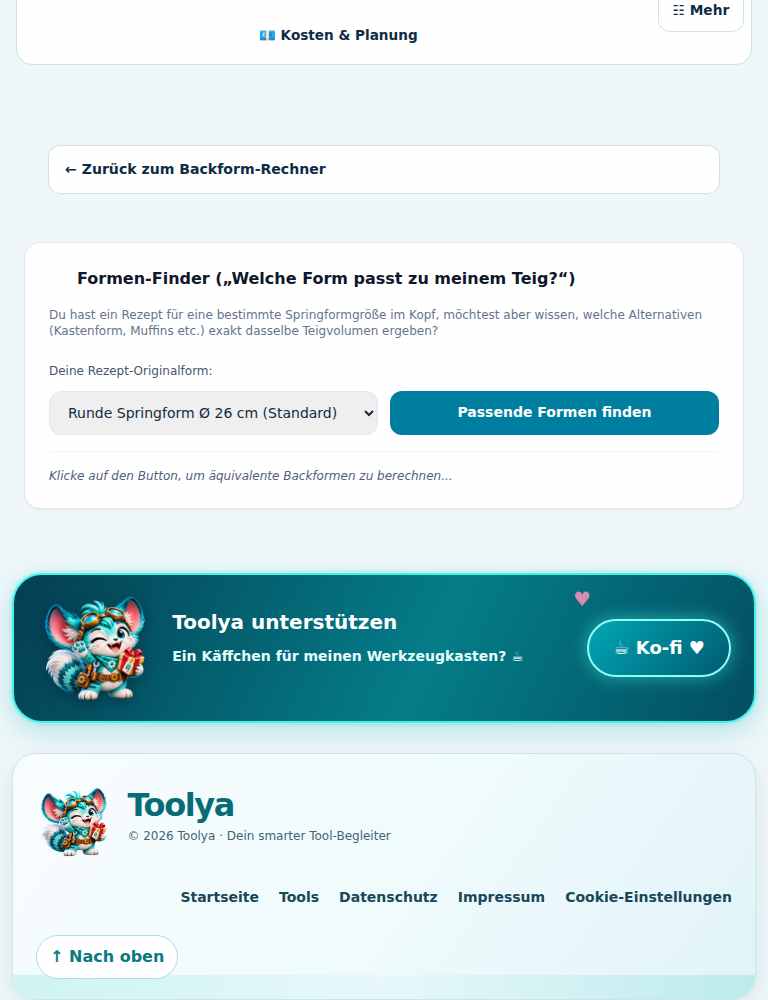 ☷ Mehr
💶 Kosten & Planung
← Zurück zum Backform-Rechner
Formen-Finder („Welche Form passt zu meinem Teig?“)
Du hast ein Rezept für eine bestimmte Springformgröße im Kopf, möchtest aber wissen, welche Alternativen
(Kastenform, Muffins etc.) exakt dasselbe Teigvolumen ergeben?
Deine Rezept-Originalform:
Runde Springform Ø 26 cm (Standard)
Passende Formen finden
Klicke auf den Button, um äquivalente Backformen zu berechnen...
Toolya unterstützen
Ein Käffchen für meinen Werkzeugkasten? ☕
☕ Ko-fi ♥
Toolya
© 2026 Toolya · Dein smarter Tool-Begleiter
Startseite Tools Datenschutz Impressum Cookie-Einstellungen
↑ Nach oben